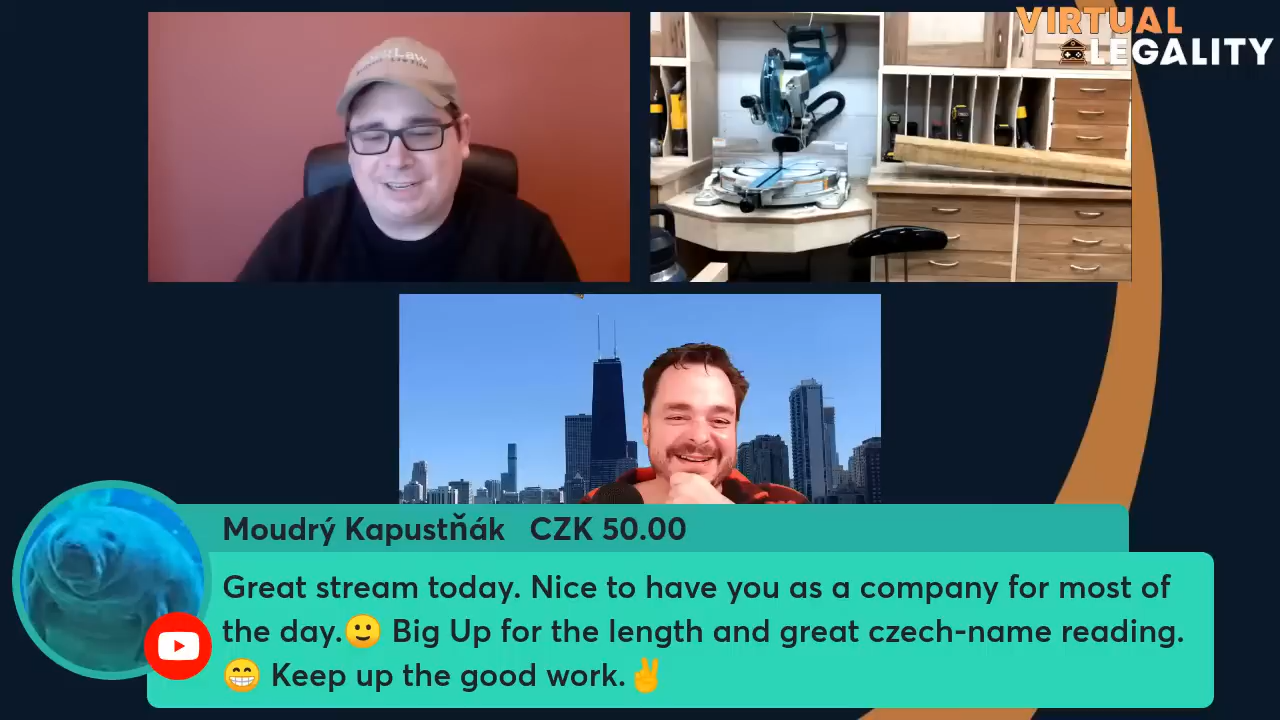 VIRTUAL
LEGALITY
Moudrý Kapustňák CZK 50.00
Great stream today. Nice to have you as a company for most of
the day.🙂 Big Up for the length and great czech-name reading.
😁 Keep up the good work.✌